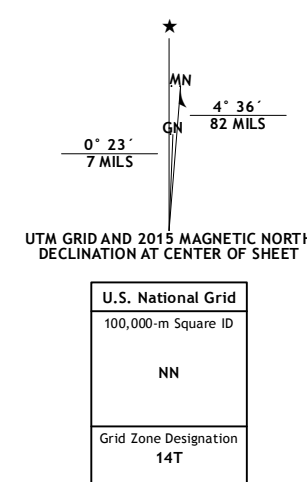 ★
MN
GN
4° 36´
82 MILS
0° 23´
7 MILS
UTM GRID AND 2015 MAGNETIC NORTH
DECLINATION AT CENTER OF SHEET
U.S. National Grid
100,000-m Square ID
NN
Grid Zone Designation
14T